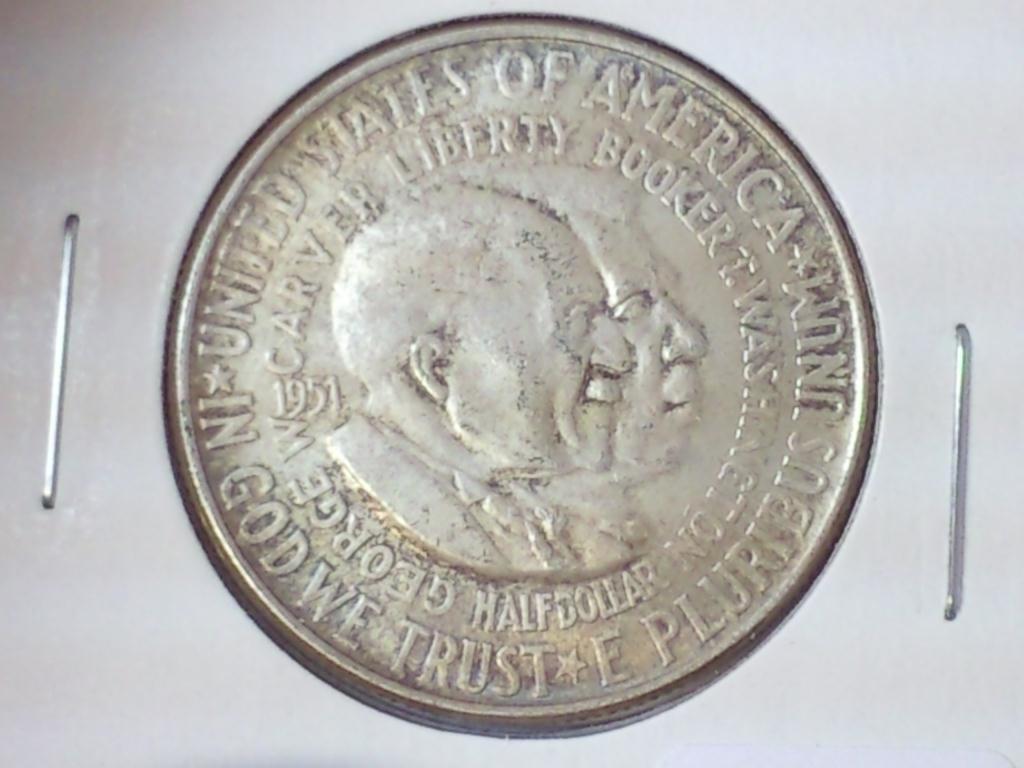 UNITED STATES OF AMERICA
E PLURIBUS UNUM
IN GOD WE TRUST
GEORGE W CARVER LIBERTY BOOKER T. WASHINGTON
1951
HALF DOLLAR